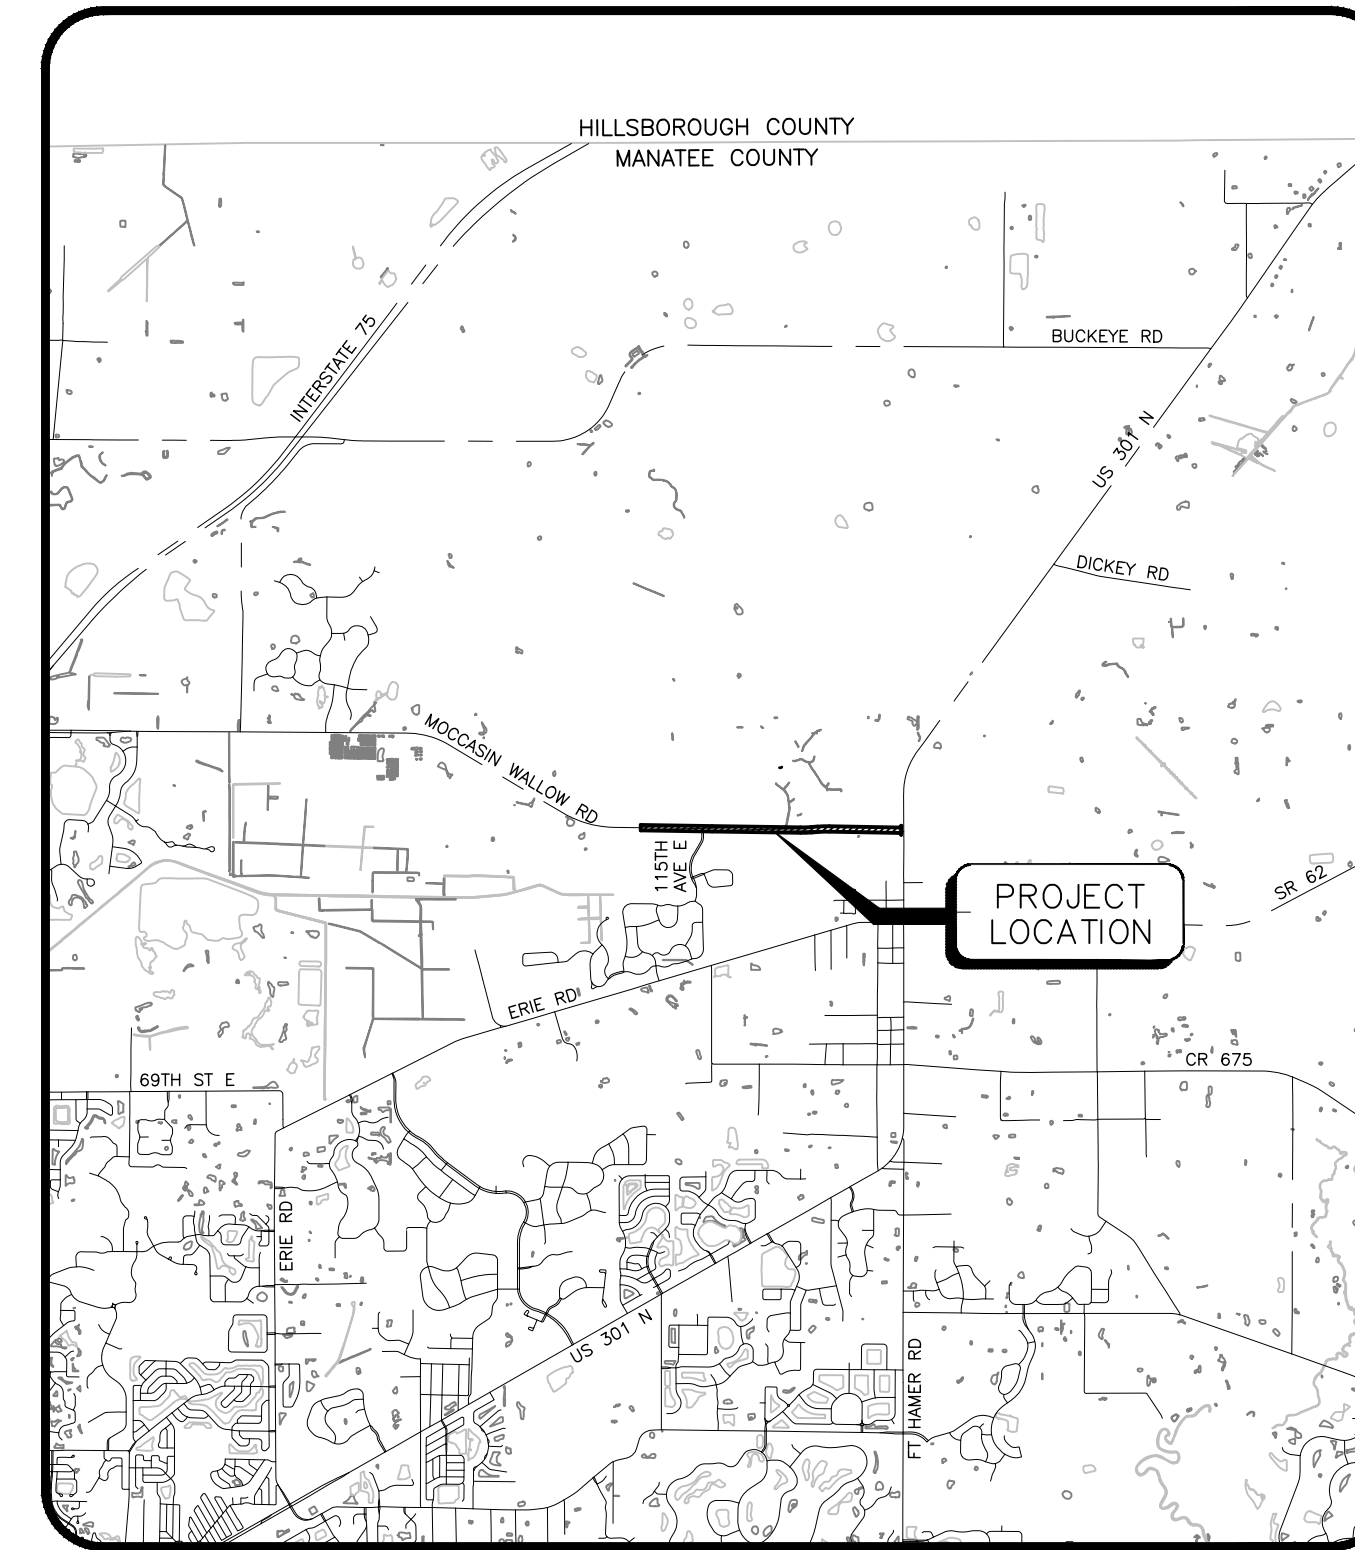 HILLSBOROUGH COUNTY
MANATEE COUNTY
INTERSTATE 75
BUCKEYE RD
US 301 N
DICKEY RD
MOCCASIN WALLOW RD
115TH
AVE E
PROJECT
LOCATION
SR 62
ERIE RD
CR 675
69TH ST E
ERIE RD
US 301 N
FT HAMER RD